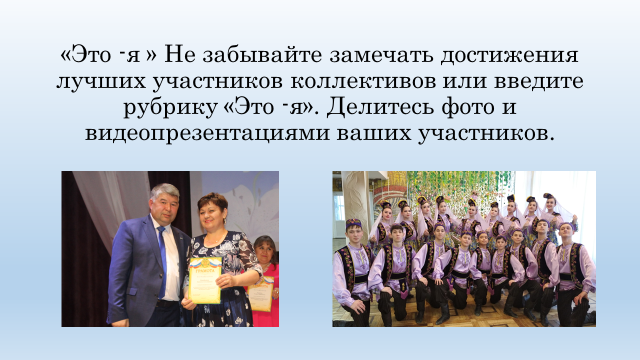 «Это -я » Не забывайте замечать достижения
лучших участников коллективов или введите
рубрику «Это -я». Делитесь фото и
видеопрезентациями ваших участников.